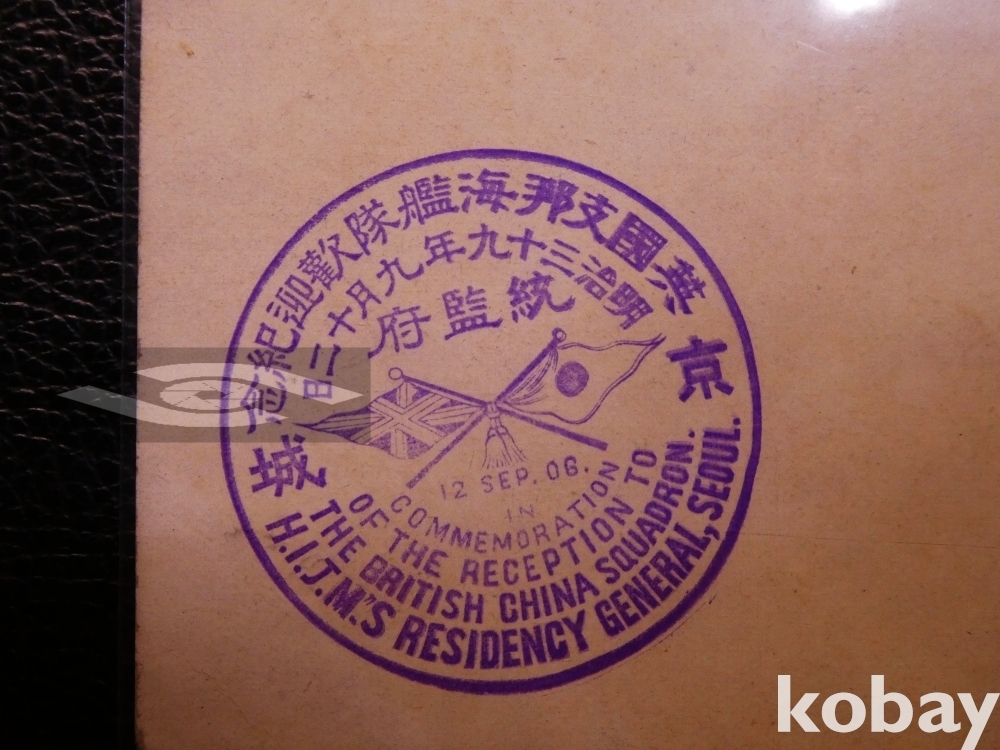 英國支那海艦隊歡迎紀念
明治三十九年九月十二日
統監府
京城
12 SEP. 06.
IN
COMMEMORATION
OF THE RECEPTION TO
THE BRITISH CHINA SQUADRON.
H.I.J.M.'S RESIDENCY GENERAL, SEOUL.
kobay